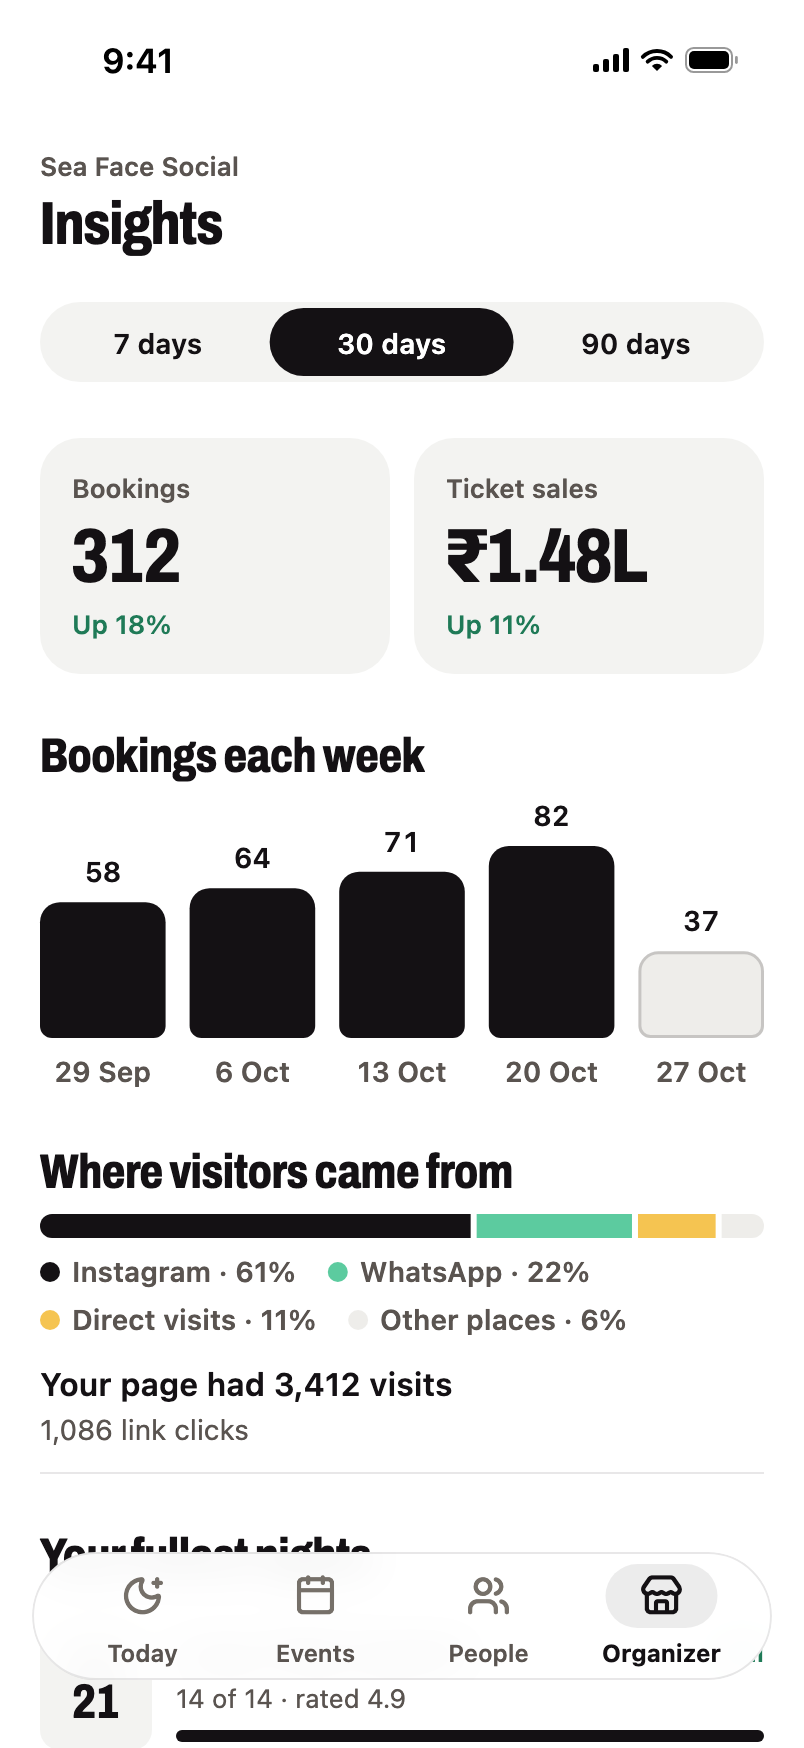 9:41
Sea Face Social
Insights
7 days 30 days 90 days
Bookings
312
Up 18%
Ticket sales
₹1.48L
Up 11%
Bookings each week
58 64 71 82 37
29 Sep 6 Oct 13 Oct 20 Oct 27 Oct
Where visitors came from
Instagram · 61% WhatsApp · 22%
Direct visits · 11% Other places · 6%
Your page had 3,412 visits
1,086 link clicks
Your fullest nights
Today Events People Organizer
21
14 of 14 · rated 4.9